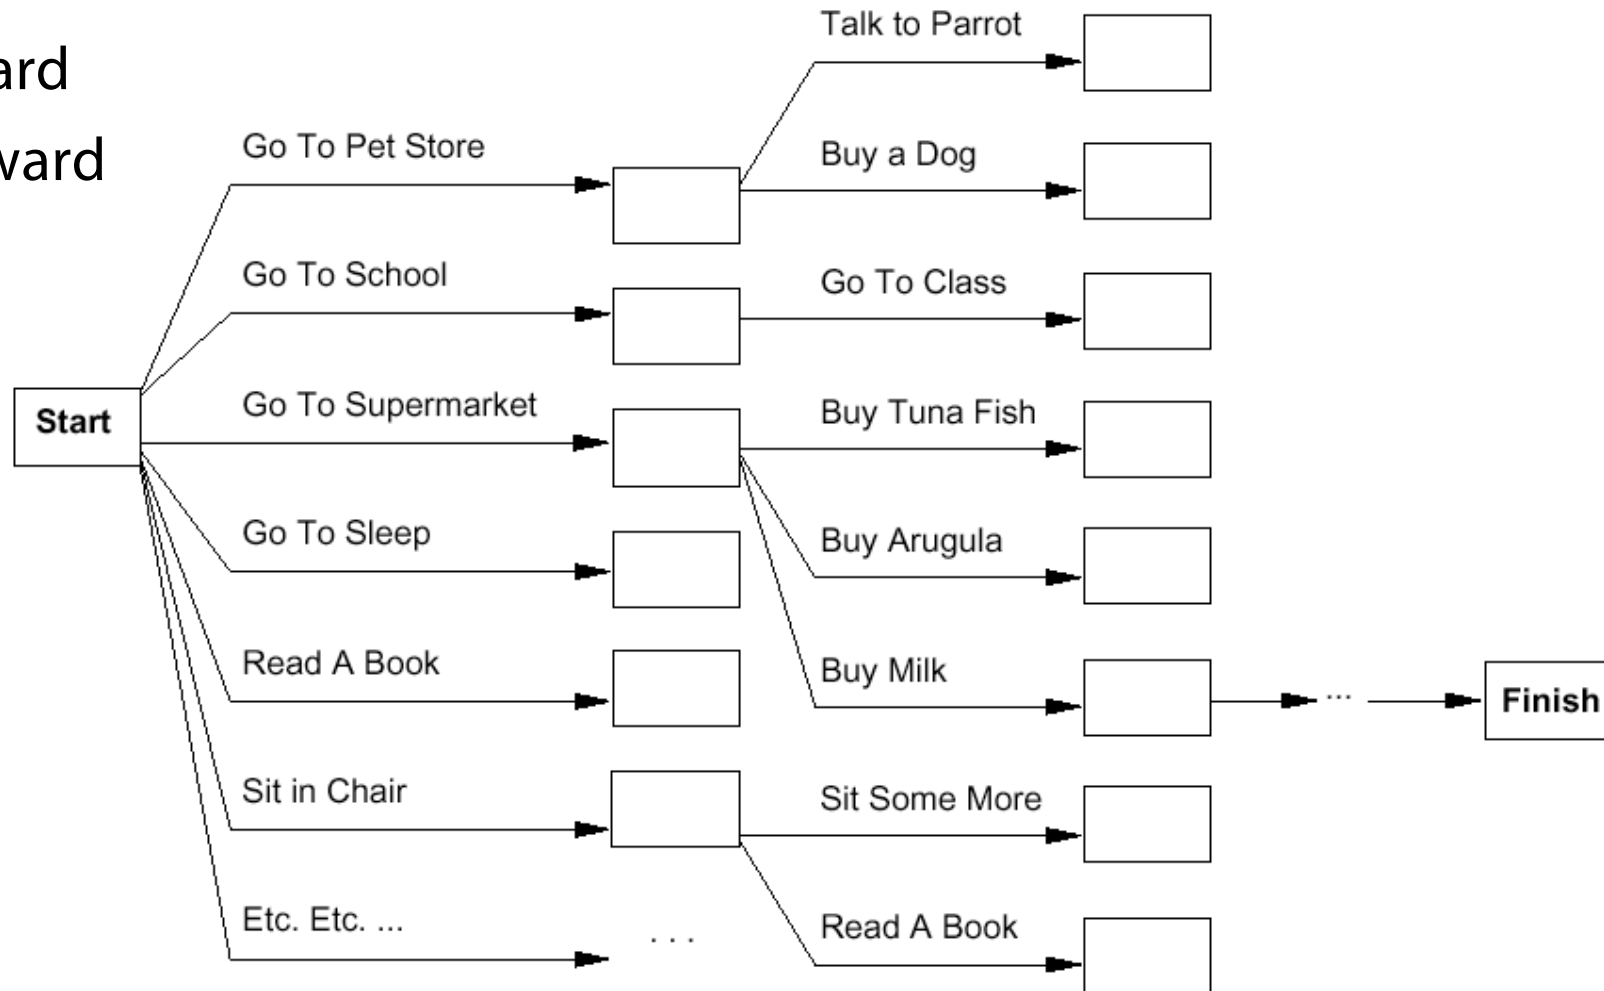 ard
ward
Talk to Parrot
Go To Pet Store
Buy a Dog
Go To School
Go To Class
Start
Go To Supermarket
Buy Tuna Fish
Go To Sleep
Buy Arugula
Read A Book
Buy Milk
...
Finish
Sit in Chair
Sit Some More
Etc. Etc. ...
. . .
Read A Book